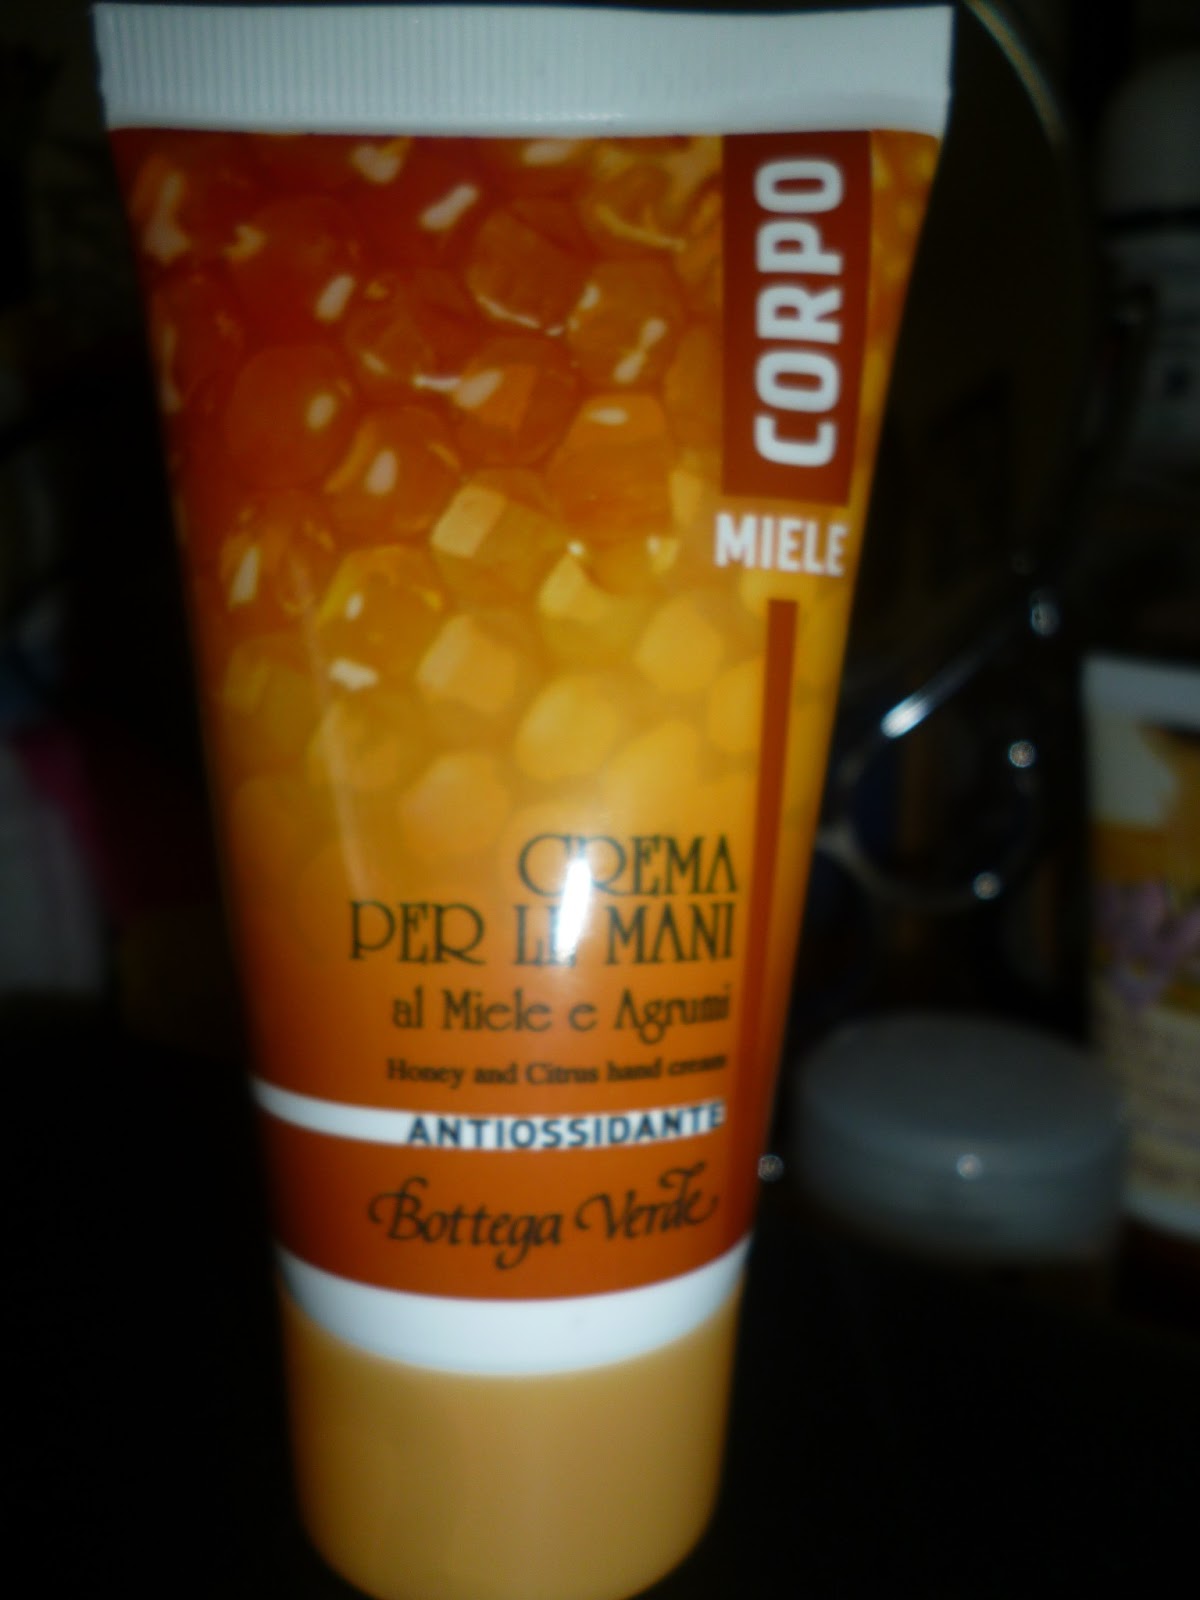 CORPO
MIELE
CREMA
PER LE MANI
al Miele e Agrumi
Honey and Citrus hand cream
ANTIOSSIDANTE
Bottega Verde